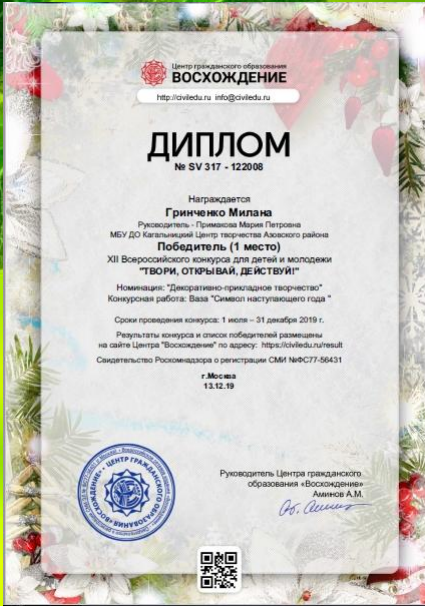 Центр гражданского образования
ВОСХОЖДЕНИЕ
http://civiledu.ru info@civiledu.ru
ДИПЛОМ
№ SV 317 - 122008
Награждается
Гринченко Милана
Руководитель - Примакова Мария Петровна
МБУ ДО Кагальницкий Центр творчества Азовского района
Победитель (1 место)
XII Всероссийского конкурса для детей и молодежи
"ТВОРИ, ОТКРЫВАЙ, ДЕЙСТВУЙ!"
Номинация: "Декоративно-прикладное творчество"
Конкурсная работа: Ваза "Символ наступающего года "
Сроки проведения конкурса: 1 июля – 31 декабря 2019 г.
Результаты конкурса и список победителей размещены
на сайте Центра "Восхождение" по адресу: https://civiledu.ru/result
Свидетельство Роскомнадзора о регистрации СМИ №ФС77-56431
г.Москва
13.12.19
Руководитель Центра гражданского
образования «Восхождение»
Аминов А.М.
ЦЕНТР ГРАЖДАНСКОГО ОБРАЗОВАНИЯ «ВОСХОЖДЕНИЕ»